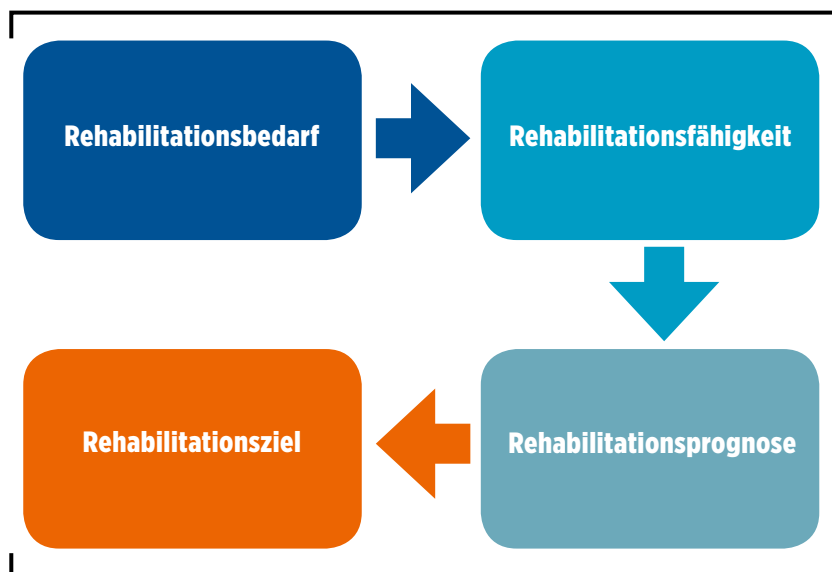 Rehabilitationsbedarf
Rehabilitationsfähigkeit
Rehabilitationsprognose
Rehabilitationsziel